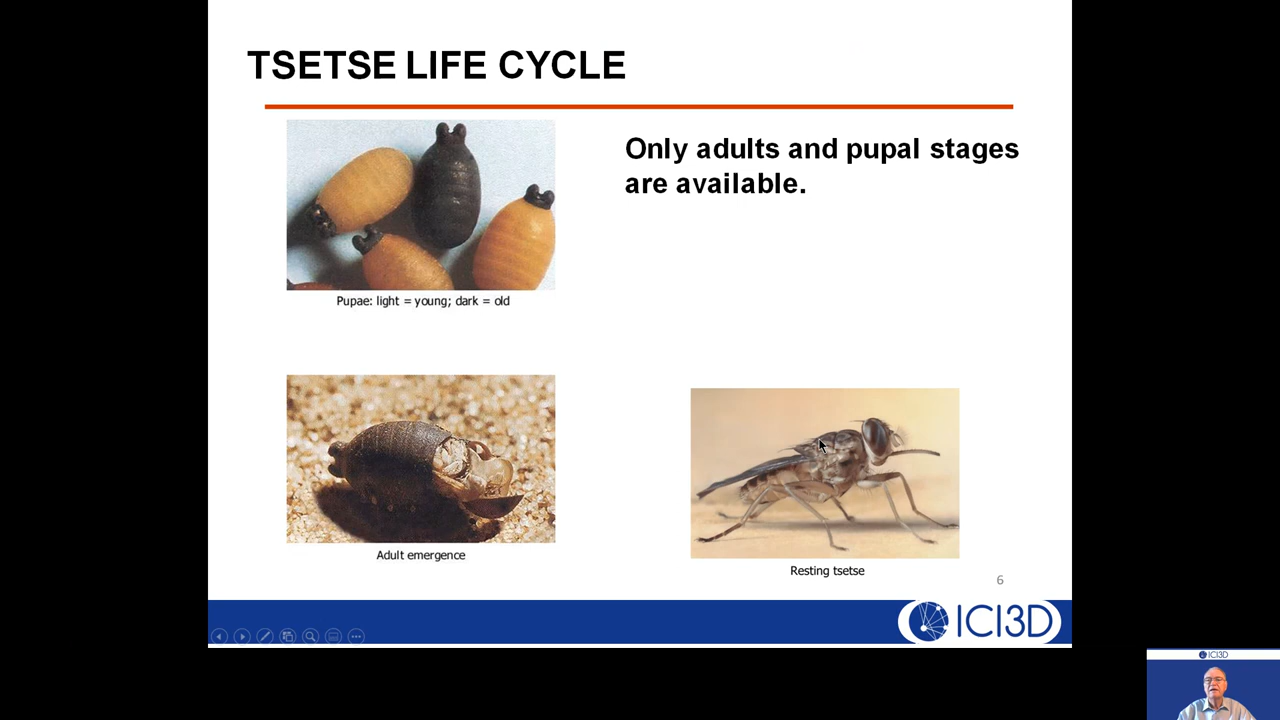 TSETSE LIFE CYCLE
Only adults and pupal stages
are available.
Pupae: light = young; dark = old
Adult emergence
Resting tsetse
6
ICI3D
ICI3D